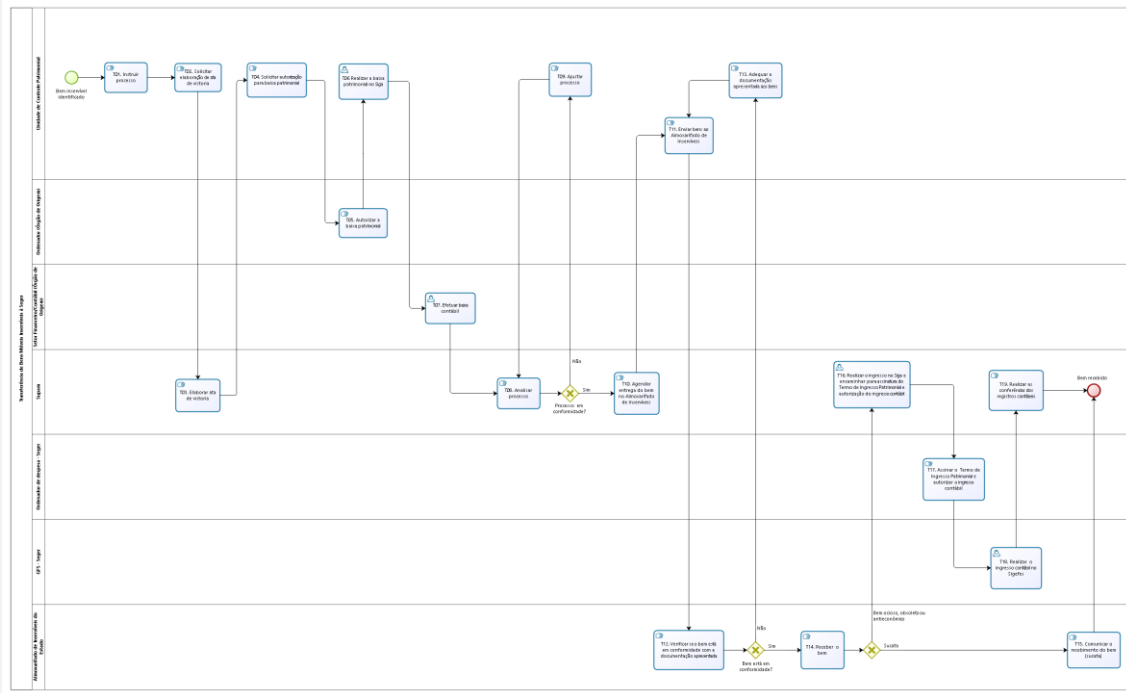 Transferência de Bens Móveis Inservíveis à Seger
Unidade de Controle Patrimonial
Ordenador (Órgão de Origem)
Setor Financeiro/Contábil (Órgão de
Origem)
Ordenador de despesa - Seger
GFS - Seger
Almoxarifado de Inservíveis do
Estado
Bem inservível
identificado
T01. Instruir
processo
T02. Solicitar
elaboração de ata
de vistoria
T04. Solicitar autorização
para baixa patrimonial
T06. Realizar a baixa
patrimonial no Siga
T09. Ajustar
processo
T13. Adequar a
documentação
apresentada ao bem
T11. Enviar bem ao
Almoxarifado de
Inservíveis
T05. Autorizar a
baixa patrimonial
T07. Efetuar baixa
contábil
T03. Elaborar ata
de vistoria
T08. Analisar
processo
Não
Processo em
conformidade?
Sim
T10. Agendar
entrega do bem
no Almoxarifado
de Inservíveis
T16. Realizar o ingresso no Siga e
encaminhar para assinatura do
Termo de Ingresso Patrimonial e
autorização do ingresso contábil
T19. Realizar as
conferências dos
registros contábeis
Bem recebido
T17. Assinar o Termo de
Ingresso Patrimonial e
autorizar o ingresso
contábil
T18. Realizar o
ingresso contábil no
Sigefes
T12. Verificar se o bem está
em conformidade com a
documentação apresentada
Não
Bem está em
conformidade?
Sim
T14. Receber o
bem
Bem ocioso, obsoleto ou
antieconômico
Sucata
T15. Comunicar o
recebimento do bem
(sucata)